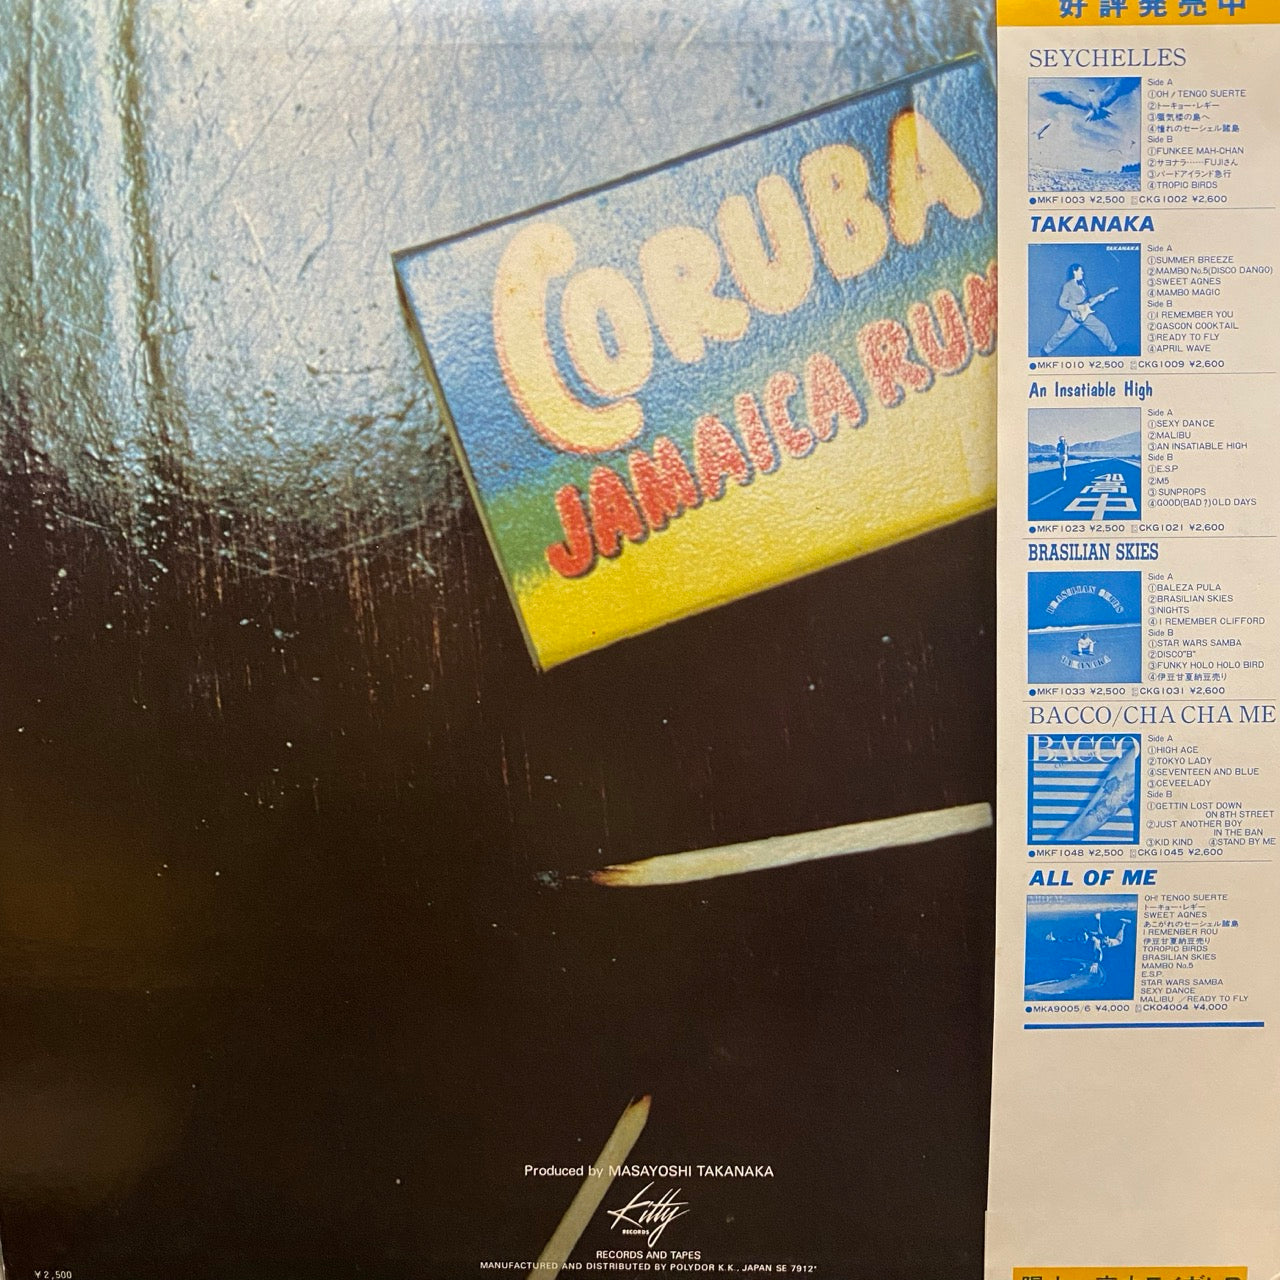 CORUBA
JAMAICA RUM
Produced by MASAYOSHI TAKANAKA
Kitty
RECORDS
RECORDS AND TAPES
MANUFACTURED AND DISTRIBUTED BY POLYDOR K.K., JAPAN SE 7912*
¥2,500
好評発売中
SEYCHELLES
Side A
①OH! TENGO SUERTE
②トーキョー・レギー
③蜃気楼の島へ
④憧れのセーシェル諸島
Side B
①FUNKEE MAH-CHAN
②サヨナラ……FUJIさん
③バードアイランド急行
④TROPIC BIRDS
●MKF1003 ¥2,500 CKG1002 ¥2,600
TAKANAKA
TAKANAKA
Side A
①SUMMER BREEZE
②MAMBO No.5(DISCO DANGO)
③SWEET AGNES
④MAMBO MAGIC
Side B
①I REMEMBER YOU
②GASCON COCKTAIL
③READY TO FLY
④APRIL WAVE
●MKF1010 ¥2,500 CKG1009 ¥2,600
An Insatiable High
Side A
①SEXY DANCE
②MALIBU
③AN INSATIABLE HIGH
Side B
①E.S.P
②M5
③SUNPROPS
④GOOD(BAD?)OLD DAYS
●MKF1023 ¥2,500 CKG1021 ¥2,600
BRASILIAN SKIES
BRASILIAN SKIES
TAKANAKA
Side A
①BALEZA PULA
②BRASILIAN SKIES
③NIGHTS
④I REMEMBER CLIFFORD
Side B
①STAR WARS SAMBA
②DISCO"B"
③FUNKY HOLO HOLO BIRD
④伊豆甘夏納豆売り
●MKF1033 ¥2,500 CKG1031 ¥2,600
BACCO/CHA CHA ME
BACCO
Side A
①HIGH ACE
②TOKYO LADY
④SEVENTEEN AND BLUE
③CEVEELADY
Side B
①GETTIN LOST DOWN
ON 8TH STREET
②JUST ANOTHER BOY
IN THE BAN
③KID KIND ④STAND BY ME
●MKF1048 ¥2,500 CKG1045 ¥2,600
ALL OF ME
OH! TENGO SUERTE
トーキョー・レギー
SWEET AGNES
あこがれのセーシェル諸島
I REMENBER ROU
伊豆甘夏納豆売り
TOROPIC BIRDS
BRASILIAN SKIES
MAMBO No.5
E.S.P.
STAR WARS SAMBA
SEXY DANCE
MALIBU／READY TO FLY
●MKA9005/6 ¥4,000 CKO4004 ¥4,000